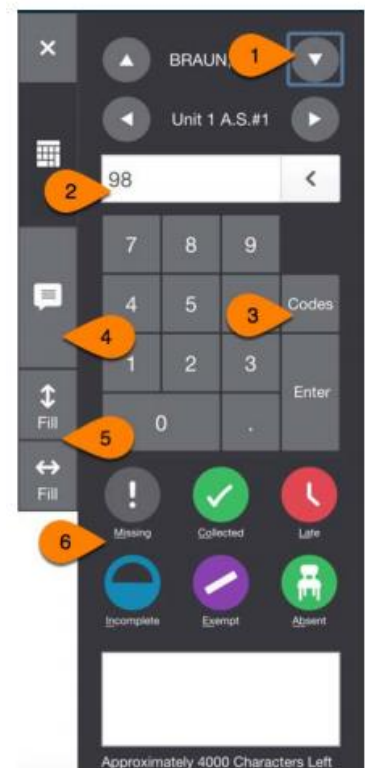 BRAUN, 1
Unit 1 A.S.#1
2 98
7 8 9
4 5 3 Codes
4
1 2 3
Enter
Fill
5 0 .
Fill
Missing Collected Late
6
Incomplete Exempt Absent
Approximately 4000 Characters Left